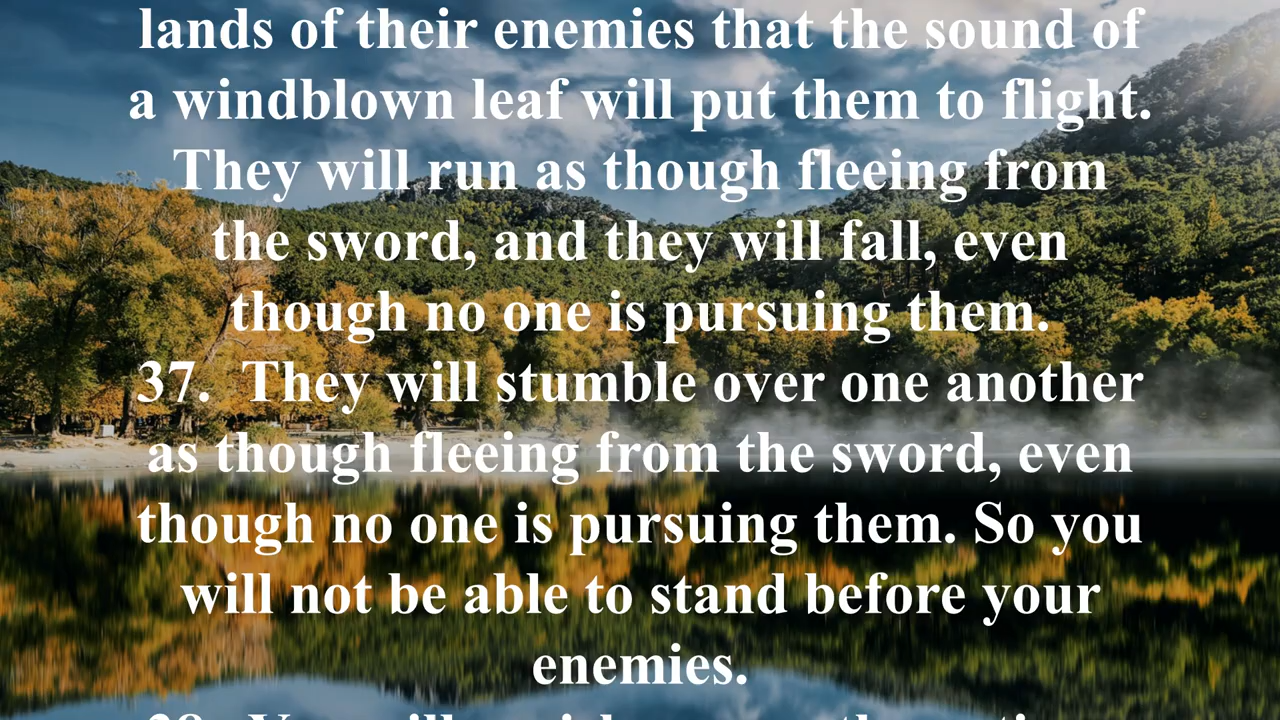 lands of their enemies that the sound of
a windblown leaf will put them to flight.
They will run as though fleeing from
the sword, and they will fall, even
though no one is pursuing them.
37.  They will stumble over one another
as though fleeing from the sword, even
though no one is pursuing them. So you
will not be able to stand before your
enemies.